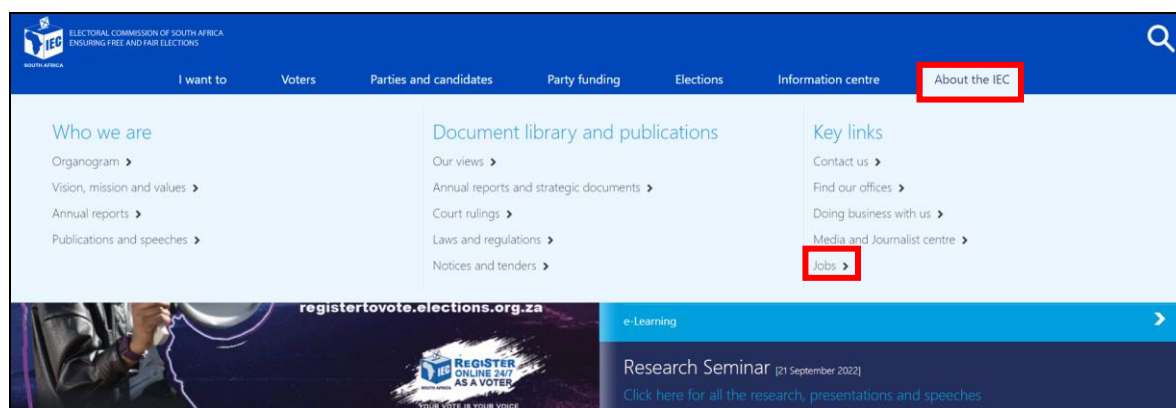 ELECTORAL COMMISSION OF SOUTH AFRICA
ENSURING FREE AND FAIR ELECTIONS
IEC
SOUTH AFRICA
I want to Voters Parties and candidates Party funding Elections Information centre About the IEC
Who we are
Organogram
Vision, mission and values
Annual reports
Publications and speeches
Document library and publications
Our views
Annual reports and strategic documents
Court rulings
Laws and regulations
Notices and tenders
Key links
Contact us
Find our offices
Doing business with us
Media and Journalist centre
Jobs
registertovote.elections.org.za
IEC
SOUTH AFRICA
REGISTER
ONLINE 24/7
AS A VOTER
YOUR VOTE IS YOUR VOICE
e-Learning
Research Seminar [21 September 2022]
Click here for all the research, presentations and speeches